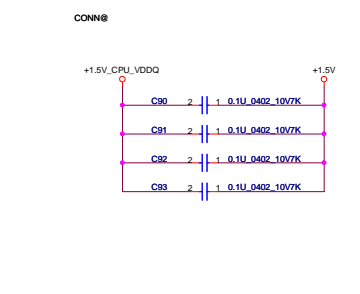 CONN@
+1.5V_CPU_VDDQ +1.5V
C90 2 1 0.1U_0402_10V7K
C91 2 1 0.1U_0402_10V7K
C92 2 1 0.1U_0402_10V7K
C93 2 1 0.1U_0402_10V7K